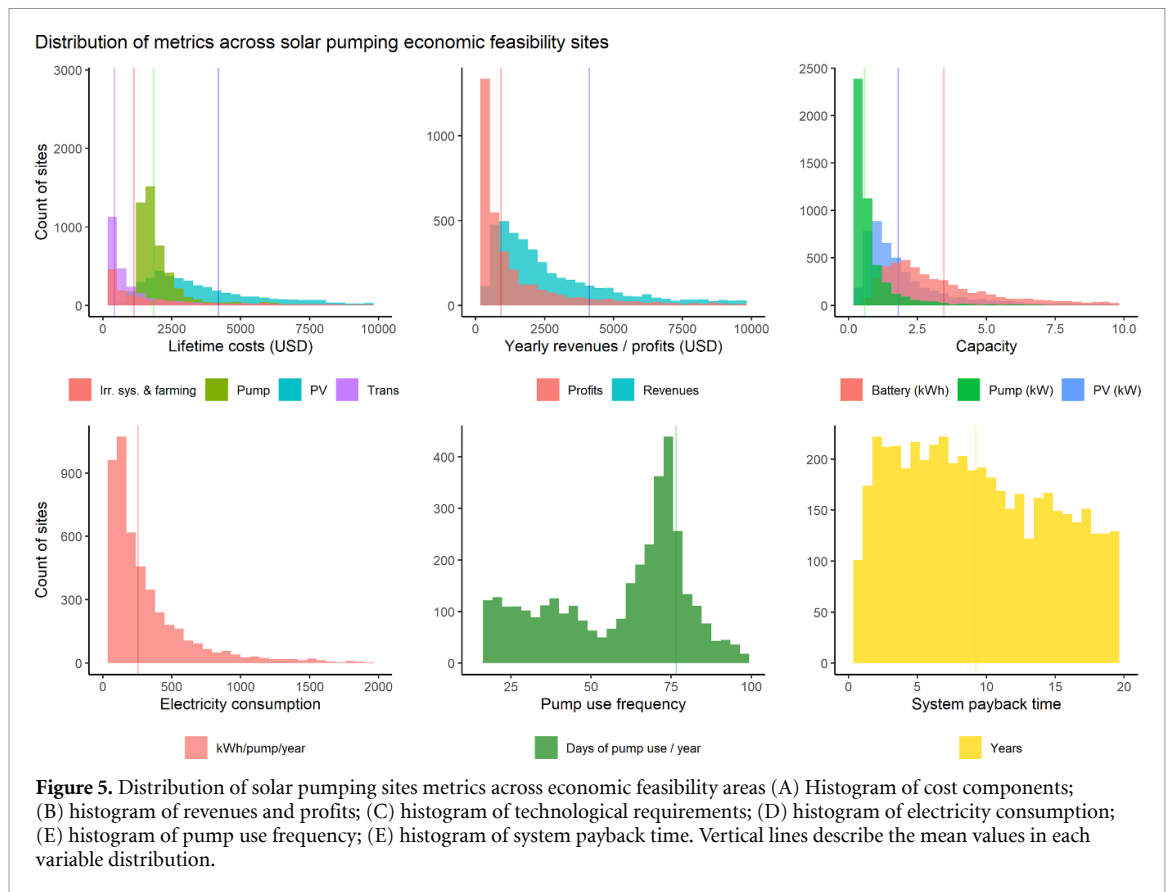 Distribution of metrics across solar pumping economic feasibility sites
3000
2000
1000
0
Count of sites
0 2500 5000 7500 10000
Lifetime costs (USD)
Irr. sys. & farming Pump PV Trans
1000
500
0
0 2500 5000 7500 10000
Yearly revenues / profits (USD)
Profits Revenues
2500
2000
1500
1000
500
0
0.0 2.5 5.0 7.5 10.0
Capacity
Battery (kWh) Pump (kW) PV (kW)
900
600
300
0
Count of sites
0 500 1000 1500 2000
Electricity consumption
kWh/pump/year
400
300
200
100
0
25 50 75 100
Pump use frequency
Days of pump use / year
200
150
100
50
0
0 5 10 15 20
System payback time
Years
Figure 5. Distribution of solar pumping sites metrics across economic feasibility areas (A) Histogram of cost components;
(B) histogram of revenues and profits; (C) histogram of technological requirements; (D) histogram of electricity consumption;
(E) histogram of pump use frequency; (E) histogram of system payback time. Vertical lines describe the mean values in each
variable distribution.